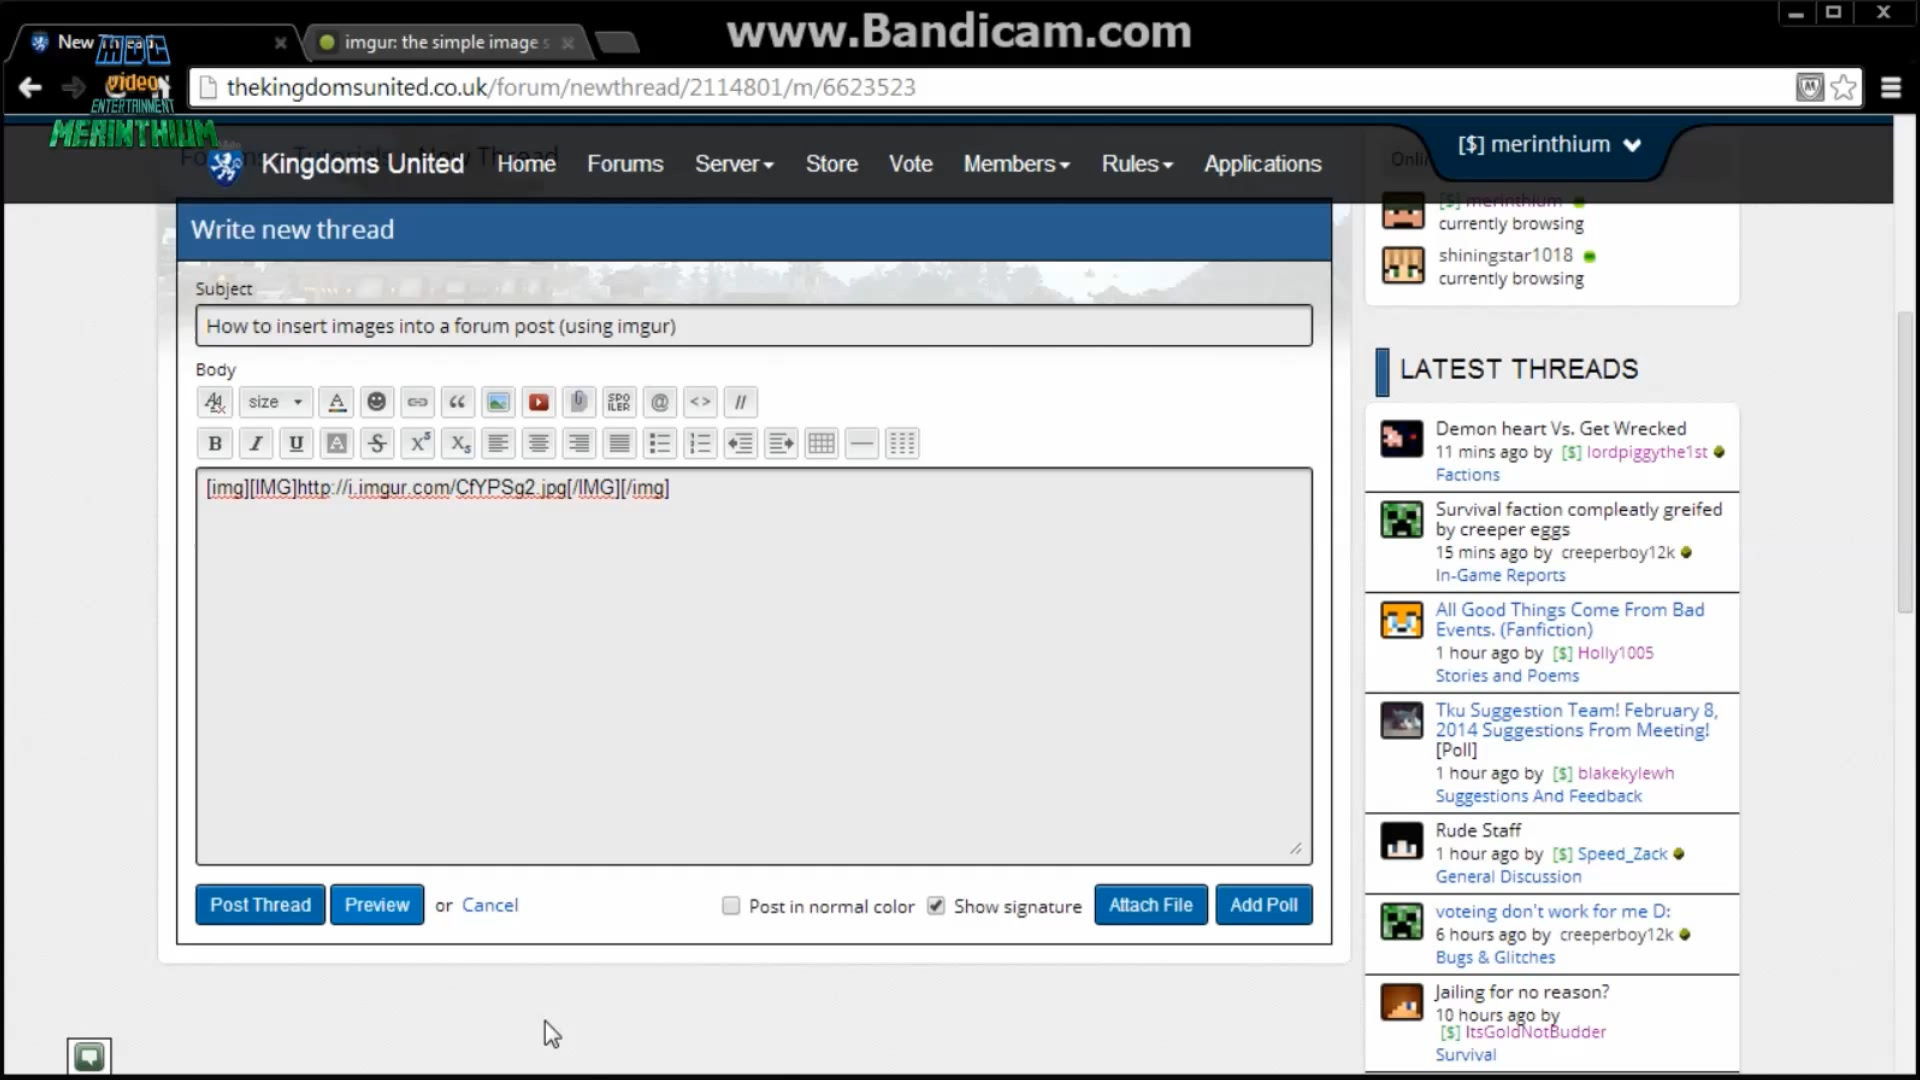 www.Bandicam.com
New Thread
imgur: the simple image s
MDC
video
ENTERTAINMENT
MERINTHIUM
thekingdomsunited.co.uk/forum/newthread/2114801/m/6623523
Kingdoms United Home Forums Server Store Vote Members Rules Applications
[$] merinthium
Write new thread
Subject
How to insert images into a forum post (using imgur)
Body
size
SPOILER
[img][IMG]http://i.imgur.com/CfYPSg2.jpg[/IMG][/img]
Post Thread Preview or Cancel Post in normal color Show signature Attach File Add Poll
[$] merinthium
currently browsing
shiningstar1018
currently browsing
LATEST THREADS
Demon heart Vs. Get Wrecked
11 mins ago by [$] lordpiggythe1st
Factions
Survival faction compleatly greifed
by creeper eggs
15 mins ago by creeperboy12k
In-Game Reports
All Good Things Come From Bad
Events. (Fanfiction)
1 hour ago by [$] Holly1005
Stories and Poems
Tku Suggestion Team! February 8,
2014 Suggestions From Meeting!
[Poll]
1 hour ago by [$] blakekylewh
Suggestions And Feedback
Rude Staff
1 hour ago by [$] Speed_Zack
General Discussion
voteing don't work for me D:
6 hours ago by creeperboy12k
Bugs & Glitches
Jailing for no reason?
10 hours ago by
[$] ItsGoldNotBudder
Survival